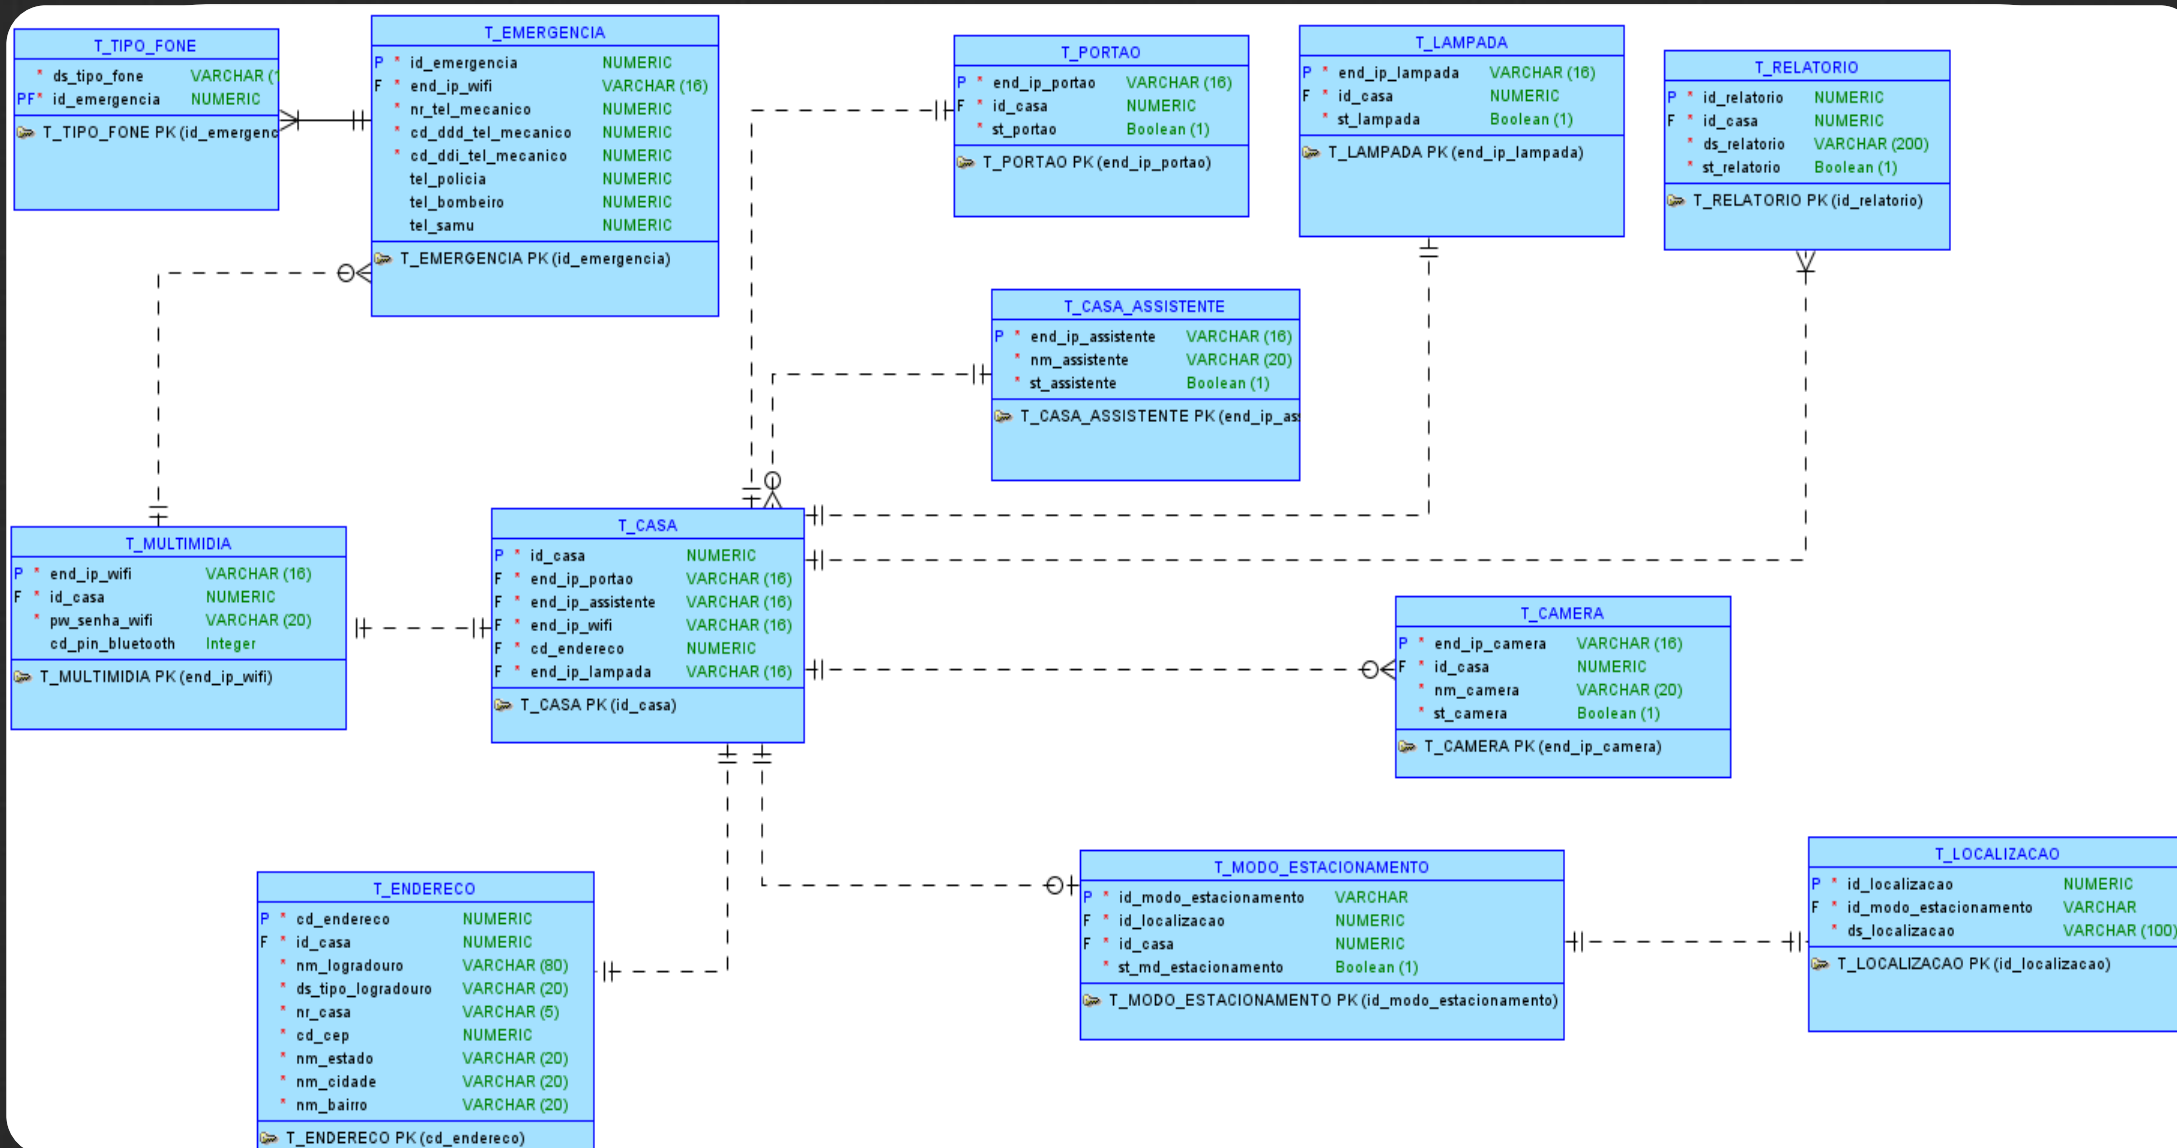 T_TIPO_FONE
* ds_tipo_fone VARCHAR (1
PF* id_emergencia NUMERIC
T_TIPO_FONE PK (id_emergenc
T_EMERGENCIA
P * id_emergencia NUMERIC
F * end_ip_wifi VARCHAR (16)
* nr_tel_mecanico NUMERIC
* cd_ddd_tel_mecanico NUMERIC
* cd_ddi_tel_mecanico NUMERIC
tel_policia NUMERIC
tel_bombeiro NUMERIC
tel_samu NUMERIC
T_EMERGENCIA PK (id_emergencia)
T_PORTAO
P * end_ip_portao VARCHAR (16)
F * id_casa NUMERIC
* st_portao Boolean (1)
T_PORTAO PK (end_ip_portao)
T_LAMPADA
P * end_ip_lampada VARCHAR (16)
F * id_casa NUMERIC
* st_lampada Boolean (1)
T_LAMPADA PK (end_ip_lampada)
T_RELATORIO
P * id_relatorio NUMERIC
F * id_casa NUMERIC
* ds_relatorio VARCHAR (200)
* st_relatorio Boolean (1)
T_RELATORIO PK (id_relatorio)
T_CASA_ASSISTENTE
P * end_ip_assistente VARCHAR (16)
* nm_assistente VARCHAR (20)
* st_assistente Boolean (1)
T_CASA_ASSISTENTE PK (end_ip_as
T_MULTIMIDIA
P * end_ip_wifi VARCHAR (16)
F * id_casa NUMERIC
* pw_senha_wifi VARCHAR (20)
cd_pin_bluetooth Integer
T_MULTIMIDIA PK (end_ip_wifi)
T_CASA
P * id_casa NUMERIC
F * end_ip_portao VARCHAR (16)
F * end_ip_assistente VARCHAR (16)
F * end_ip_wifi VARCHAR (16)
F * cd_endereco NUMERIC
F * end_ip_lampada VARCHAR (16)
T_CASA PK (id_casa)
T_CAMERA
P * end_ip_camera VARCHAR (16)
F * id_casa NUMERIC
* nm_camera VARCHAR (20)
* st_camera Boolean (1)
T_CAMERA PK (end_ip_camera)
T_ENDERECO
P * cd_endereco NUMERIC
F * id_casa NUMERIC
* nm_logradouro VARCHAR (80)
* ds_tipo_logradouro VARCHAR (20)
* nr_casa VARCHAR (5)
* cd_cep NUMERIC
* nm_estado VARCHAR (20)
* nm_cidade VARCHAR (20)
* nm_bairro VARCHAR (20)
T_ENDERECO PK (cd_endereco)
T_MODO_ESTACIONAMENTO
P * id_modo_estacionamento VARCHAR
F * id_localizacao NUMERIC
F * id_casa NUMERIC
* st_md_estacionamento Boolean (1)
T_MODO_ESTACIONAMENTO PK (id_modo_estacionamento)
T_LOCALIZACAO
P * id_localizacao NUMERIC
F * id_modo_estacionamento VARCHAR
* ds_localizacao VARCHAR (100)
T_LOCALIZACAO PK (id_localizacao)